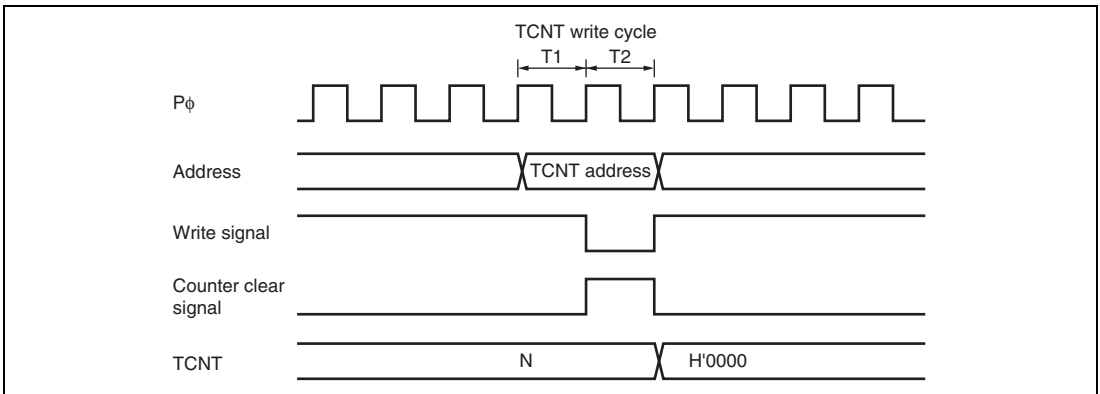 TCNT write cycle
T1 T2
Pϕ
Address
TCNT address
Write signal
Counter clear
signal
TCNT
N
H'0000